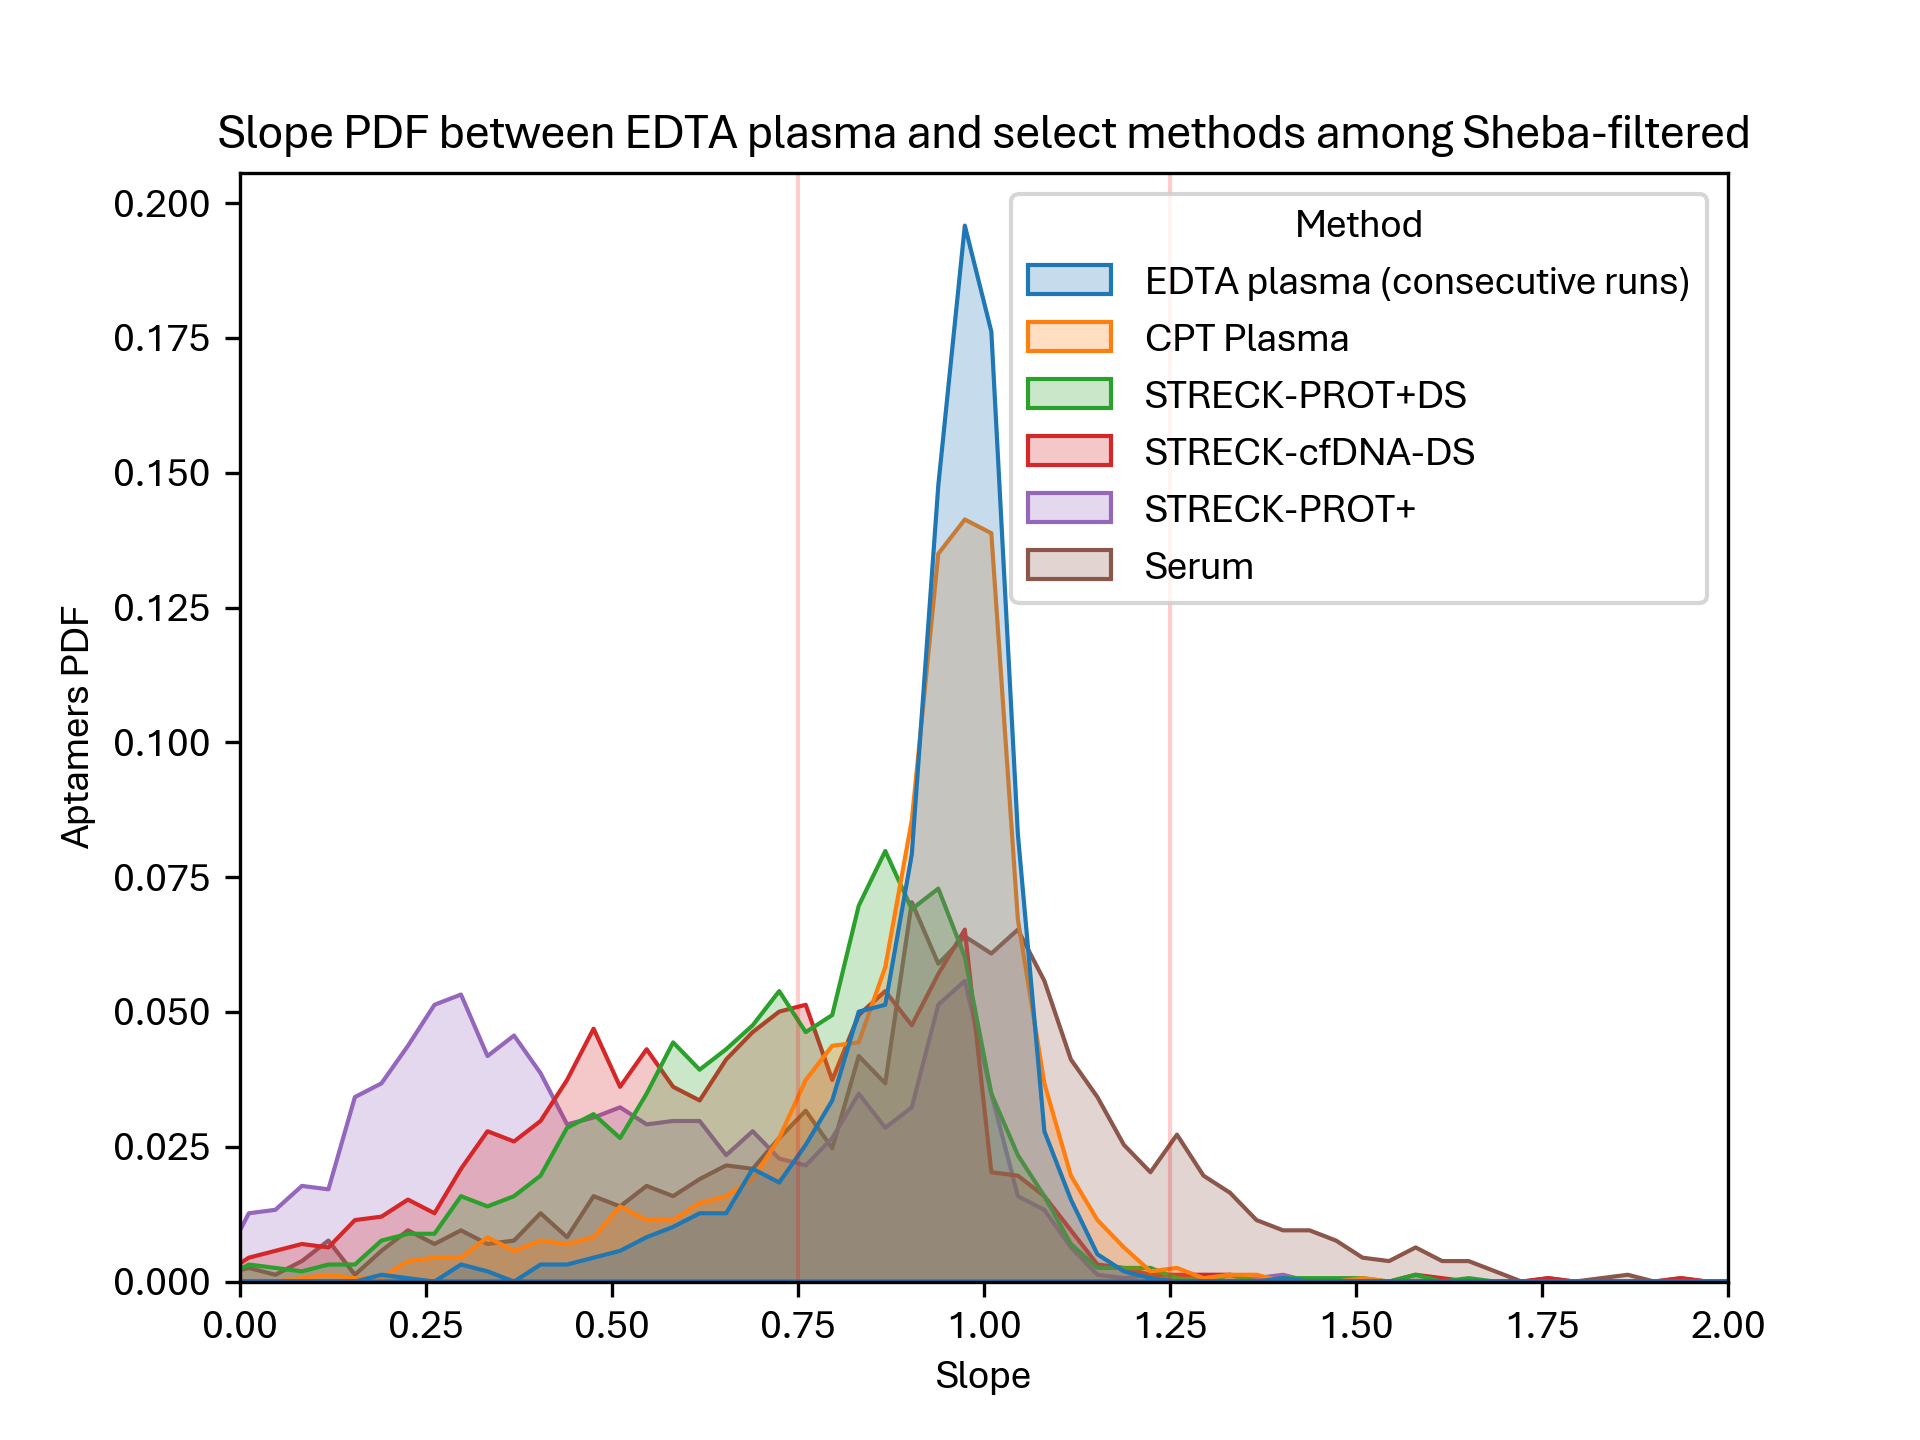 Slope PDF between EDTA plasma and select methods among Sheba-filtered
Method
EDTA plasma (consecutive runs)
CPT Plasma
STRECK-PROT+DS
STRECK-cfDNA-DS
STRECK-PROT+
Serum
Aptamers PDF
0.200
0.175
0.150
0.125
0.100
0.075
0.050
0.025
0.000
0.00 0.25 0.50 0.75 1.00 1.25 1.50 1.75 2.00
Slope